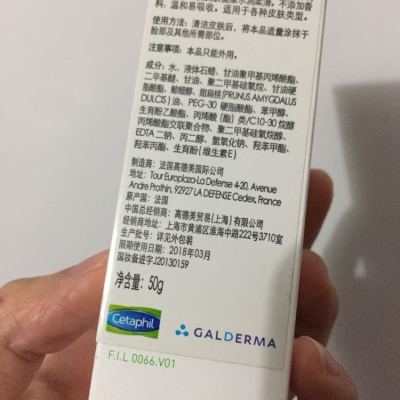 料，温和易吸收。适用于各种皮肤类型。
使用方法：清洁皮肤后，将本品适量涂抹于
脸部及其他所需部位。
注意事项：本品只能外用。
成分：水、液体石蜡、甘油聚甲基丙烯酸酯、
二辛基醚、甘油、聚二甲基硅氧烷、甘油硬
脂酸酯、鲸蜡醇、甜扁桃(PRUNUS AMYGDALUS
DULCIS) 油、PEG-30 硬脂酸酯、苯甲醇、
生育酚乙酸酯、丙烯酸（酯）类/C10-30 烷醇
丙烯酸酯交联聚合物、聚二甲基硅氧烷醇、
EDTA 二钠、丙二醇、氢氧化钠、羟苯甲酯、
羟苯丙酯、生育酚(维生素E)
制造商：法国高德美国际公司
地址：Tour Europlaza-La Defense 4-20, Avenue
Andre Prothin, 92927 LA DEFENSE Cedex, France
原产国：法国
中国总经销商：高德美贸易(上海)有限公司
地址：上海市黄浦区淮海中路222号3710室
生产批号：详见外包装
限期使用日期：2018年03月
国妆备进字J20130159
净含量：50g
Cetaphil
GALDERMA
F.I.L 0066.V01